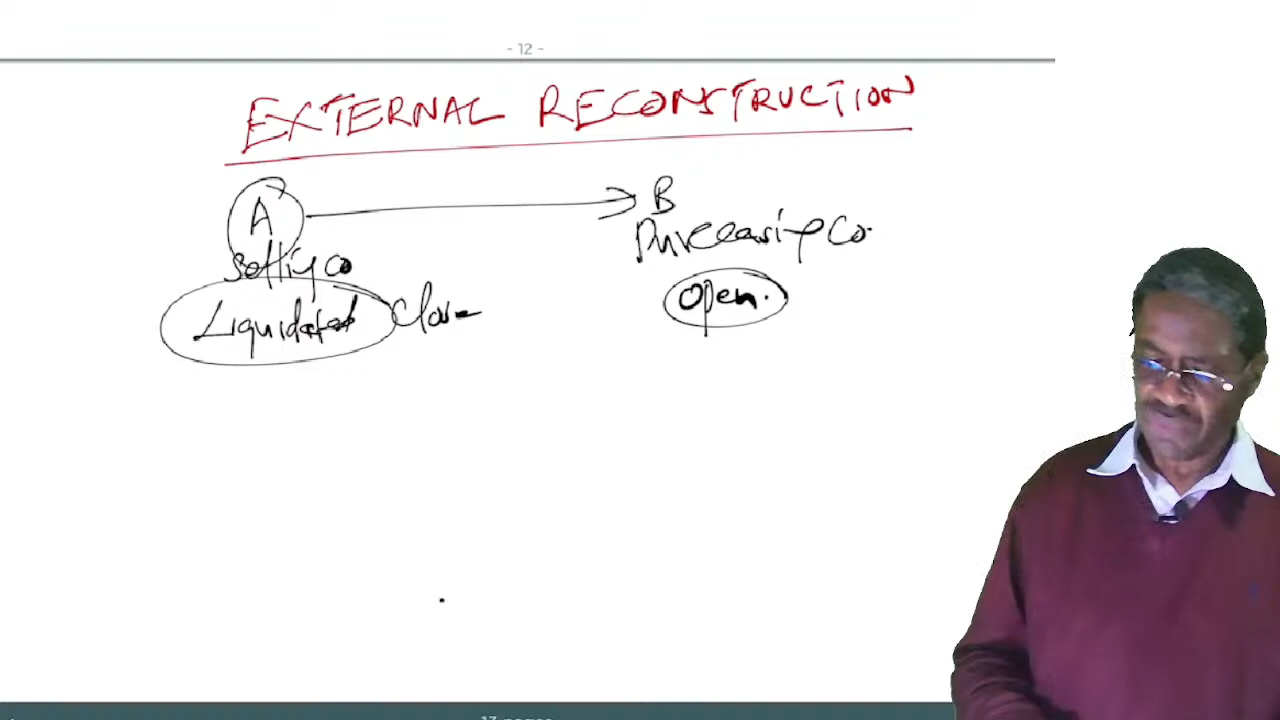 - 12 -
EXTERNAL RECONSTRUCTION
A
B
Selling co
Purchasing Co.
Liquidated
Close
Open.